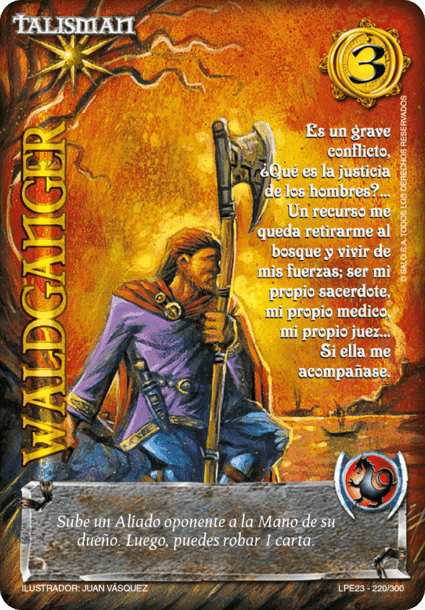 TALISMAN
3
WALDGANGER
Es un grave
conflicto,
¿Qué es la justicia
de los hombres?...
Un recurso me
queda retirarme al
bosque y vivir de
mis fuerzas; ser mi
propio sacerdote,
mi propio medico,
mi propio juez...
Si ella me
acompañase.
© SALO S.A. TODOS LOS DERECHOS RESERVADOS
Sube un Aliado oponente a la Mano de su
dueño. Luego, puedes robar 1 carta.
ILUSTRADOR: JUAN VÁSQUEZ
LPE23 - 220/300